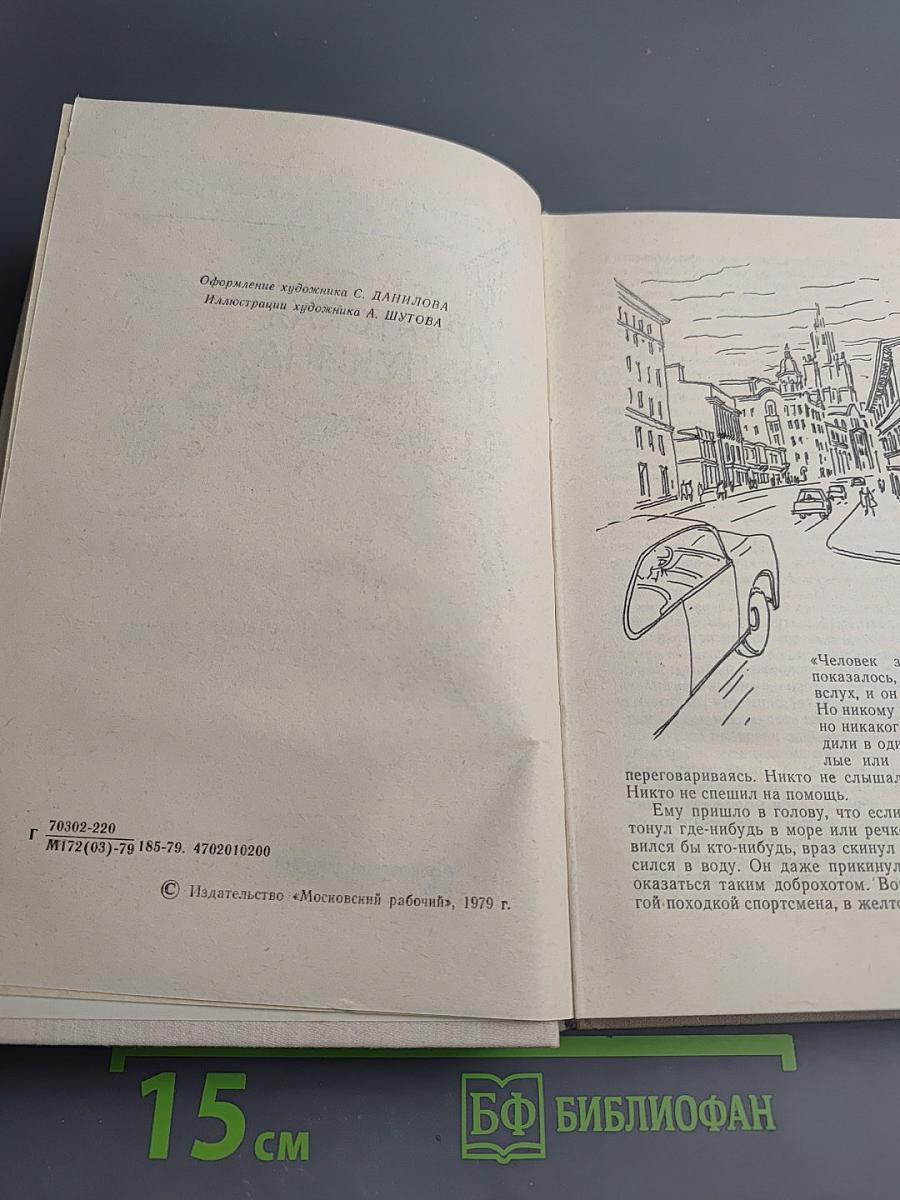 Оформление художника С. ДАНИЛОВА
Иллюстрации художника А. ШУТОВА
Г 70302-220
М172(03)-79 185-79. 4702010200
© Издательство «Московский рабочий», 1979 г.
«Человек з
показалось,
вслух, и он
Но никому
но никаког
дили в оди
лые или
переговариваясь. Никто не слышал
Никто не спешил на помощь.
Ему пришло в голову, что если
тонул где-нибудь в море или речке
вился бы кто-нибудь, враз скинул
сился в воду. Он даже прикинул
оказаться таким доброхотом. Во
гой походкой спортсмена, в желто
15 см
БФ БИБЛИОФАН